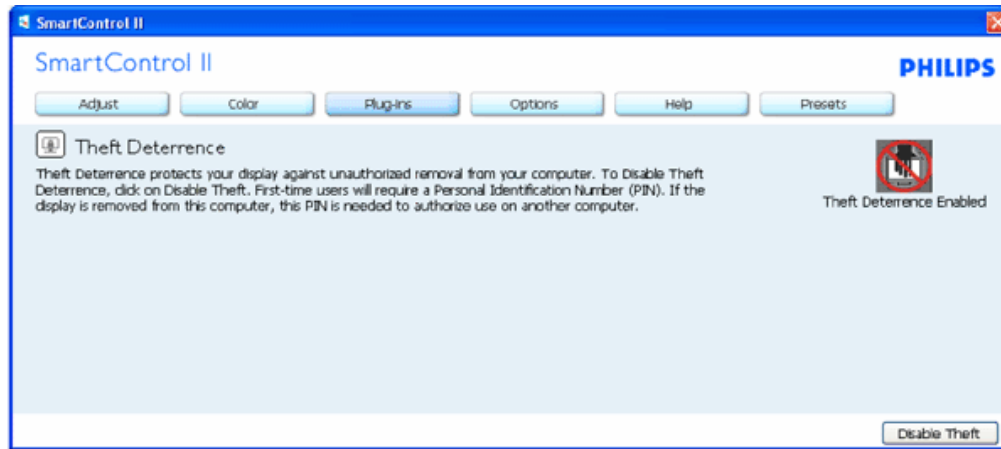 SmartControl II
SmartControl II
PHILIPS
Adjust Color Plug-Ins Options Help Presets
Theft Deterrence
Theft Deterrence protects your display against unauthorized removal from your computer. To Disable Theft
Deterrence, click on Disable Theft. First-time users will require a Personal Identification Number (PIN). If the
display is removed from this computer, this PIN is needed to authorize use on another computer.
Theft Deterrence Enabled
Disable Theft